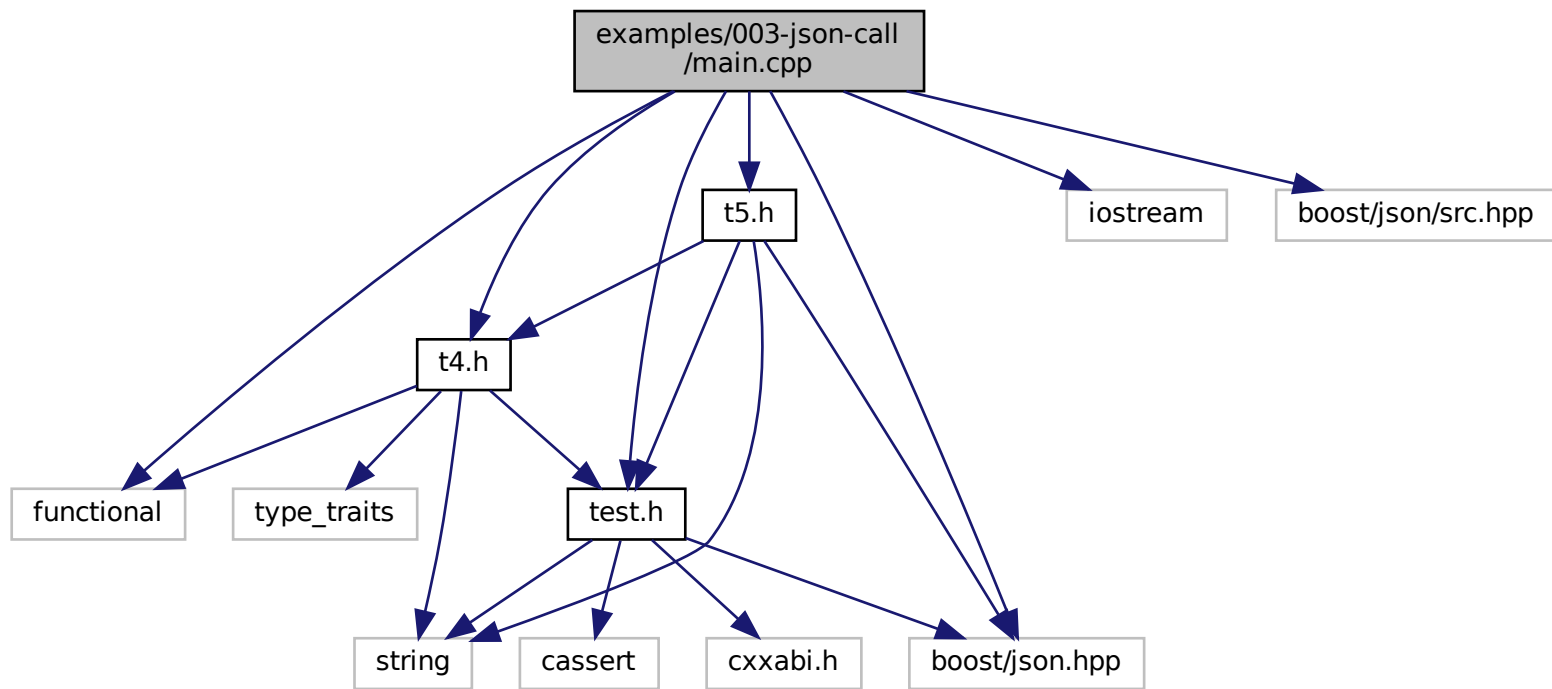 examples/003-json-call
/main.cpp
t5.h
iostream
boost/json/src.hpp
t4.h
functional
type_traits
test.h
string
cassert
cxxabi.h
boost/json.hpp